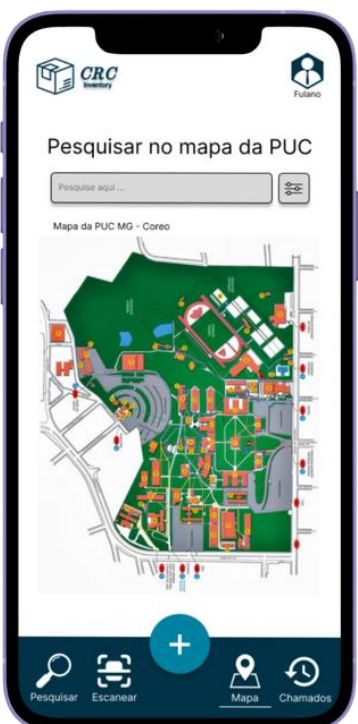 CRC
Inventory
Fulano
Pesquisar no mapa da PUC
Pesquise aqui ...
Mapa da PUC MG - Coreo
+
Pesquisar
Escanear
Mapa
Chamados